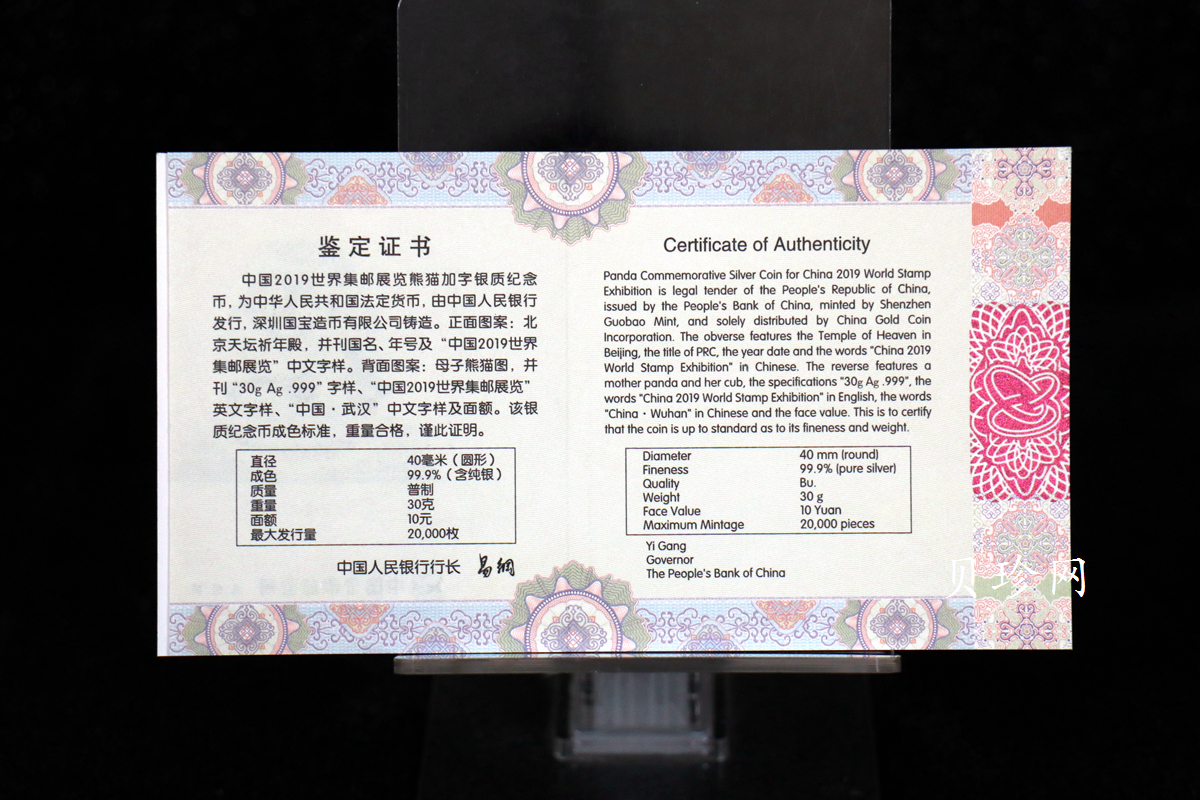 鉴定证书
中国2019世界集邮展览熊猫加字银质纪念
币，为中华人民共和国法定货币，由中国人民银行
发行，深圳国宝造币有限公司铸造。正面图案：北
京天坛祈年殿，并刊国名、年号及“中国2019世界
集邮展览”中文字样。背面图案：母子熊猫图，并
刊“30g Ag .999”字样、“中国2019世界集邮展览”
英文字样、“中国·武汉”中文字样及面额。该银
质纪念币成色标准，重量合格，谨此证明。
直径 40毫米（圆形）
成色 99.9%（含纯银）
质量 普制
重量 30克
面额 10元
最大发行量 20,000枚
中国人民银行行长 易纲
Certificate of Authenticity
Panda Commemorative Silver Coin for China 2019 World Stamp
Exhibition is legal tender of the People's Republic of China,
issued by the People's Bank of China, minted by Shenzhen
Guobao Mint, and solely distributed by China Gold Coin
Incorporation. The obverse features the Temple of Heaven in
Beijing, the title of PRC, the year date and the words "China 2019
World Stamp Exhibition" in Chinese. The reverse features a
mother panda and her cub, the specifications "30g Ag .999", the
words "China 2019 World Stamp Exhibition" in English, the words
"China · Wuhan" in Chinese and the face value. This is to certify
that the coin is up to standard as to its fineness and weight.
Diameter 40 mm (round)
Fineness 99.9% (pure silver)
Quality Bu.
Weight 30 g
Face Value 10 Yuan
Maximum Mintage 20,000 pieces
Yi Gang
Governor
The People's Bank of China
贝珍网